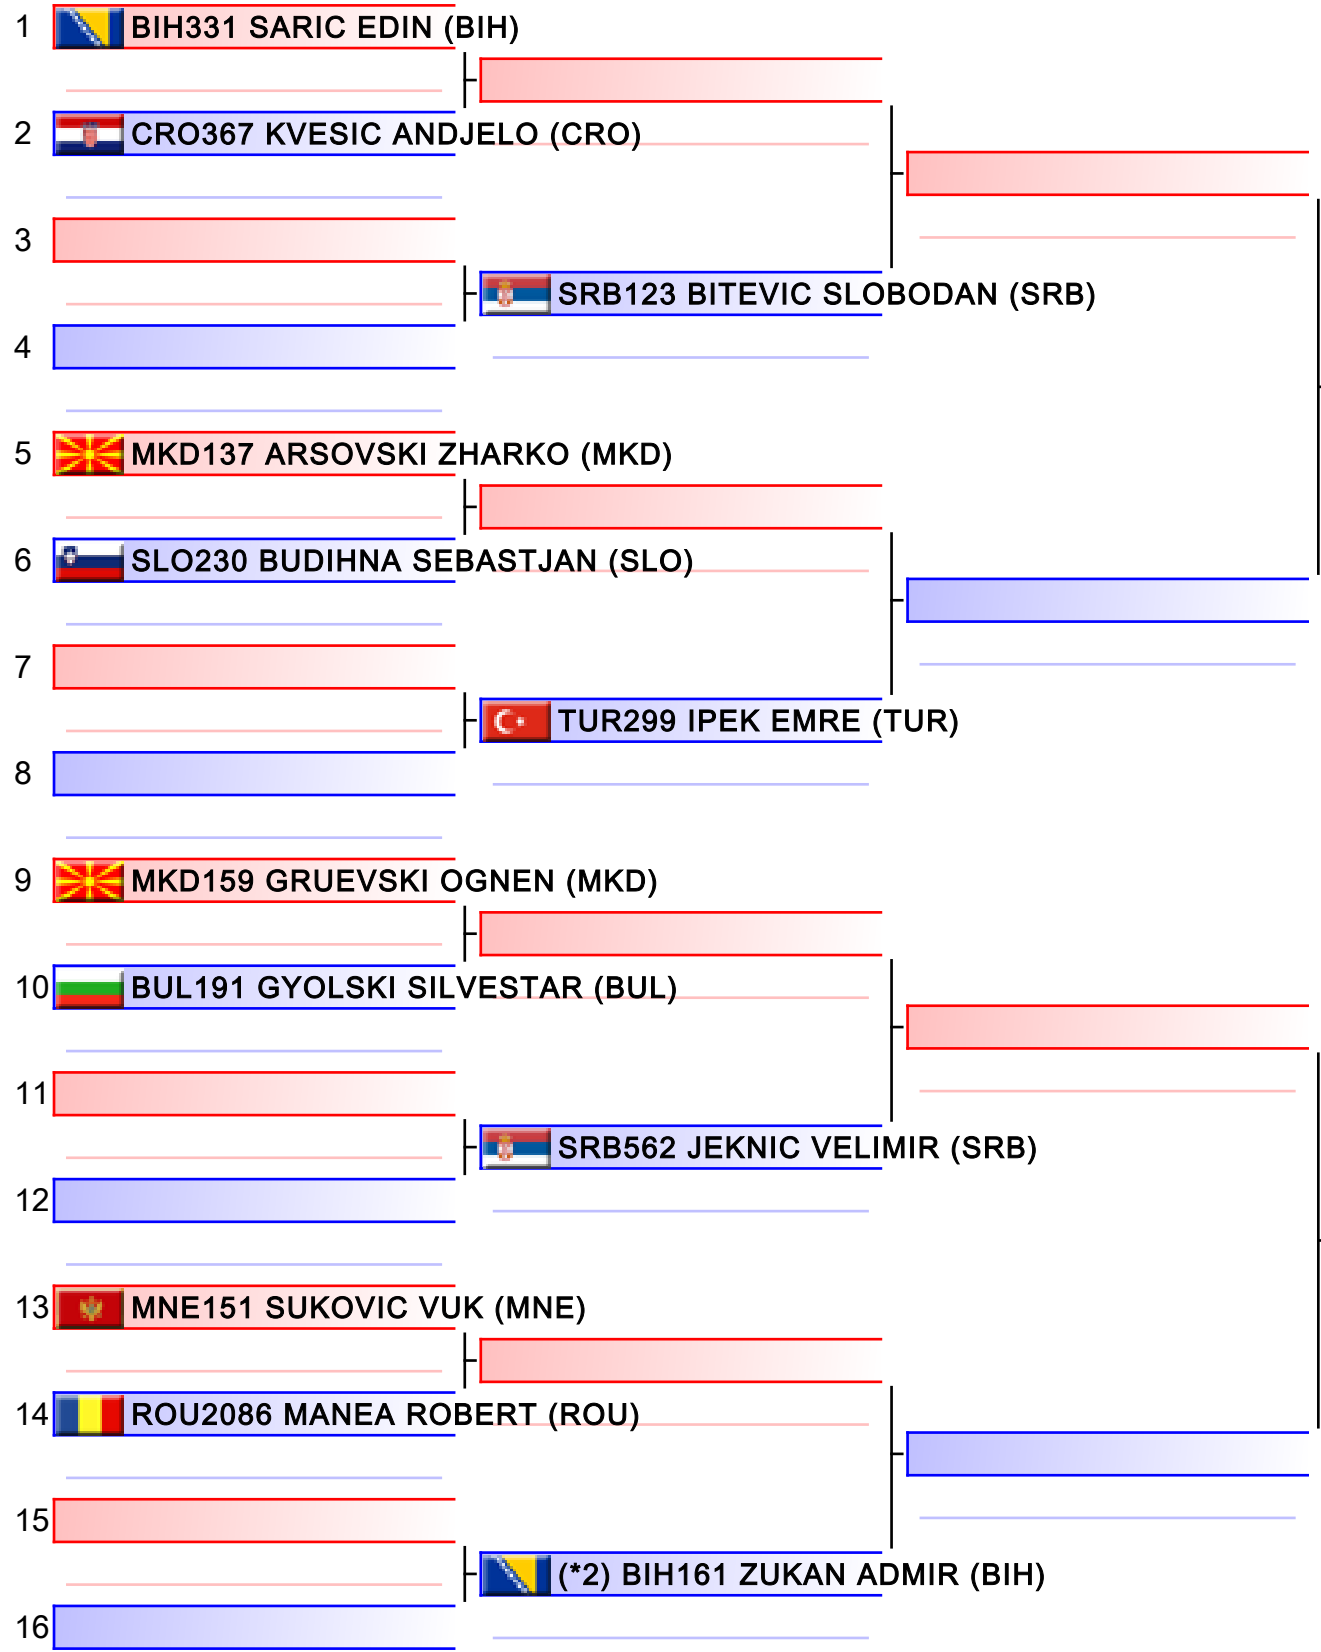 1 BIH331 SARIC EDIN (BIH)
2 CRO367 KVESIC ANDJELO (CRO)
3
SRB123 BITEVIC SLOBODAN (SRB)
4
5 MKD137 ARSOVSKI ZHARKO (MKD)
6 SLO230 BUDIHNA SEBASTJAN (SLO)
7
TUR299 IPEK EMRE (TUR)
8
9 MKD159 GRUEVSKI OGNEN (MKD)
10 BUL191 GYOLSKI SILVESTAR (BUL)
11
SRB562 JEKNIC VELIMIR (SRB)
12
13 MNE151 SUKOVIC VUK (MNE)
14 ROU2086 MANEA ROBERT (ROU)
15
(*2) BIH161 ZUKAN ADMIR (BIH)
16